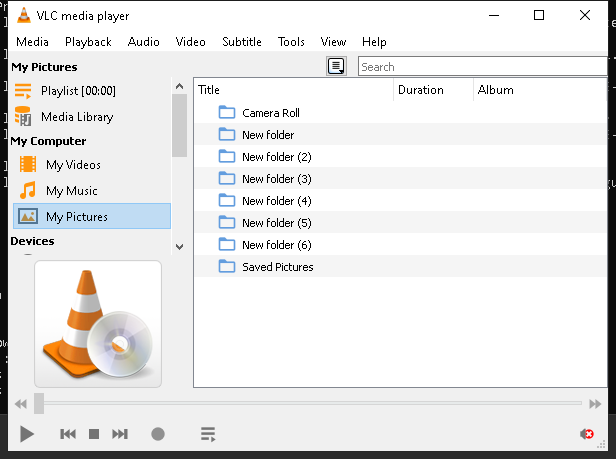 VLC media player
Media Playback Audio Video Subtitle Tools View Help
My Pictures
Search
Playlist [00:00]
Media Library
My Computer
My Videos
My Music
My Pictures
Devices
Title Duration Album
Camera Roll
New folder
New folder (2)
New folder (3)
New folder (4)
New folder (5)
New folder (6)
Saved Pictures